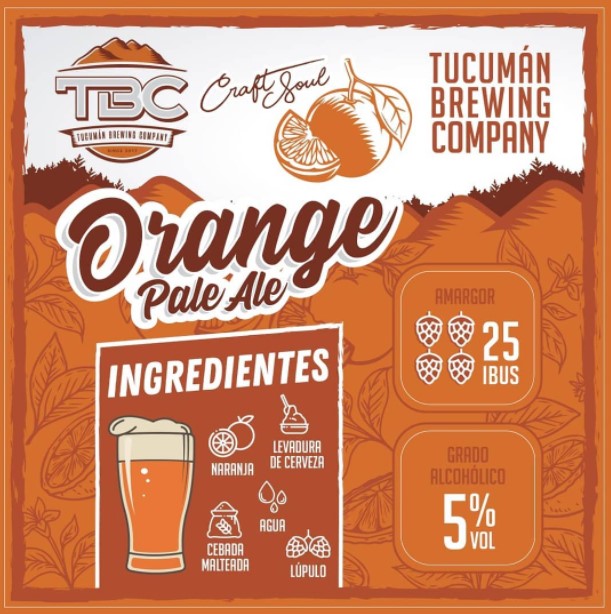 TBC
TUCUMÁN BREWING COMPANY
Craft Soul
TUCUMÁN
BREWING
COMPANY
Orange
Pale Ale
AMARGOR
25
IBUS
INGREDIENTES
NARANJA
LEVADURA
DE CERVEZA
AGUA
CEBADA
MALTEADA
LÚPULO
GRADO
ALCOHÓLICO
5%
VOL